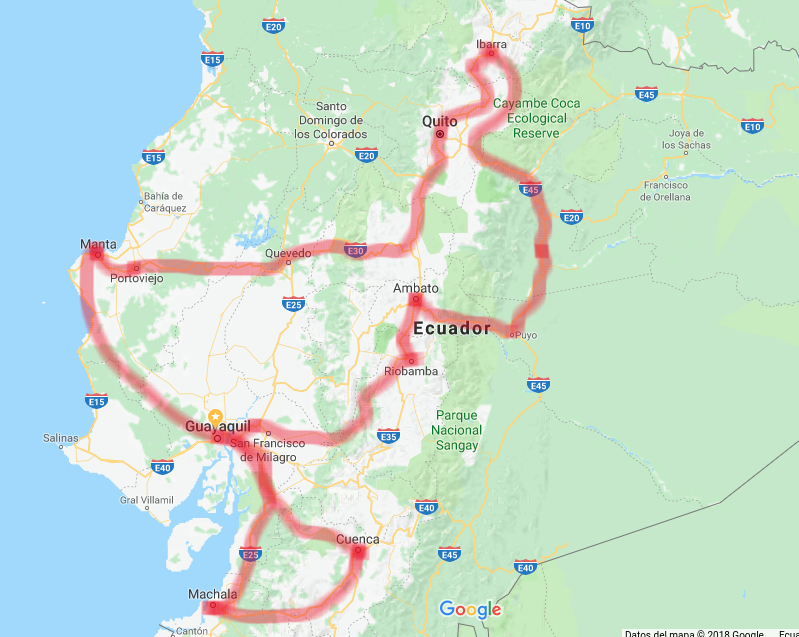 E20
E10
Ibarra
E15
E45
Cayambe Coca
Ecological
Reserve
Santo
Domingo de
los Colorados
Quito
E10
Joya de
los Sachas
E15
E20
E45
Francisco
de Orellana
Bahía de
Caráquez
E20
Manta
Quevedo
E30
Portoviejo
Ambato
E25
Ecuador
Puyo
Riobamba
E45
E15
Guayaquil
Parque
Nacional
Sangay
Salinas
San Francisco
de Milagro
E35
E40
Gral Villamil
E40
Cuenca
E25
E45
E40
Machala
Google
Cantón
Datos del mapa © 2018 Google
Ecua